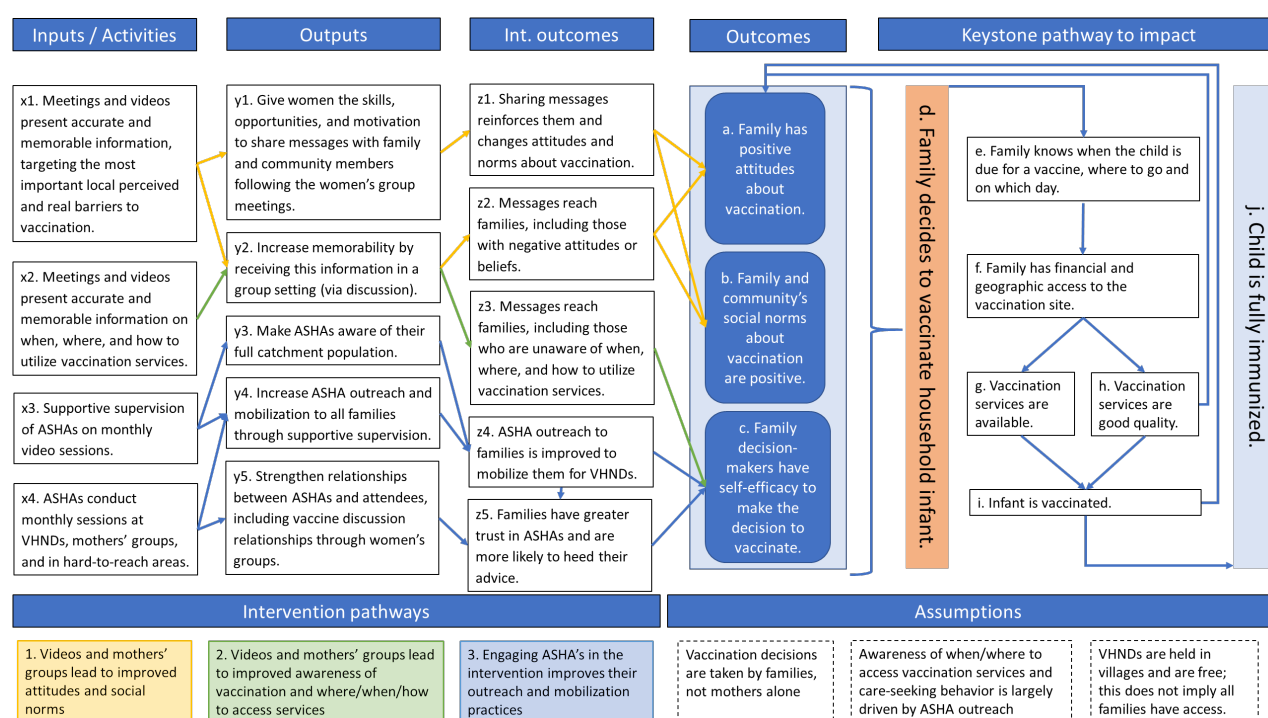 Inputs / Activities
Outputs
Int. outcomes
Outcomes
Keystone pathway to impact
x1. Meetings and videos
present accurate and
memorable information,
targeting the most
important local perceived
and real barriers to
vaccination.
x2. Meetings and videos
present accurate and
memorable information on
when, where, and how to
utilize vaccination services.
x3. Supportive supervision
of ASHAs on monthly
video sessions.
x4. ASHAs conduct
monthly sessions at
VHNDs, mothers' groups,
and in hard-to-reach areas.
y1. Give women the skills,
opportunities, and motivation
to share messages with family
and community members
following the women's group
meetings.
y2. Increase memorability by
receiving this information in a
group setting (via discussion).
y3. Make ASHAs aware of their
full catchment population.
y4. Increase ASHA outreach and
mobilization to all families
through supportive supervision.
y5. Strengthen relationships
between ASHAs and attendees,
including vaccine discussion
relationships through women's
groups.
z1. Sharing messages
reinforces them and
changes attitudes and
norms about vaccination.
z2. Messages reach
families, including those
with negative attitudes or
beliefs.
z3. Messages reach
families, including those
who are unaware of when,
where, and how to utilize
vaccination services.
z4. ASHA outreach to
families is improved to
mobilize them for VHNDs.
z5. Families have greater
trust in ASHAs and are
more likely to heed their
advice.
a. Family has
positive
attitudes
about
vaccination.
b. Family and
community's
social norms
about
vaccination
are positive.
c. Family
decision-
makers have
self-efficacy to
make the
decision to
vaccinate.
d. Family decides to vaccinate household infant.
e. Family knows when the child is
due for a vaccine, where to go and
on which day.
f. Family has financial and
geographic access to the
vaccination site.
g. Vaccination
services are
available.
h. Vaccination
services are
good quality.
i. Infant is vaccinated.
j. Child is fully immunized.
Intervention pathways
1. Videos and mothers'
groups lead to improved
attitudes and social
norms
2. Videos and mothers' groups lead
to improved awareness of
vaccination and where/when/how
to access services
3. Engaging ASHA's in the
intervention improves their
outreach and mobilization
practices
Assumptions
Vaccination decisions
are taken by families,
not mothers alone
Awareness of when/where to
access vaccination services and
care-seeking behavior is largely
driven by ASHA outreach
VHNDs are held in
villages and are free;
this does not imply all
families have access.